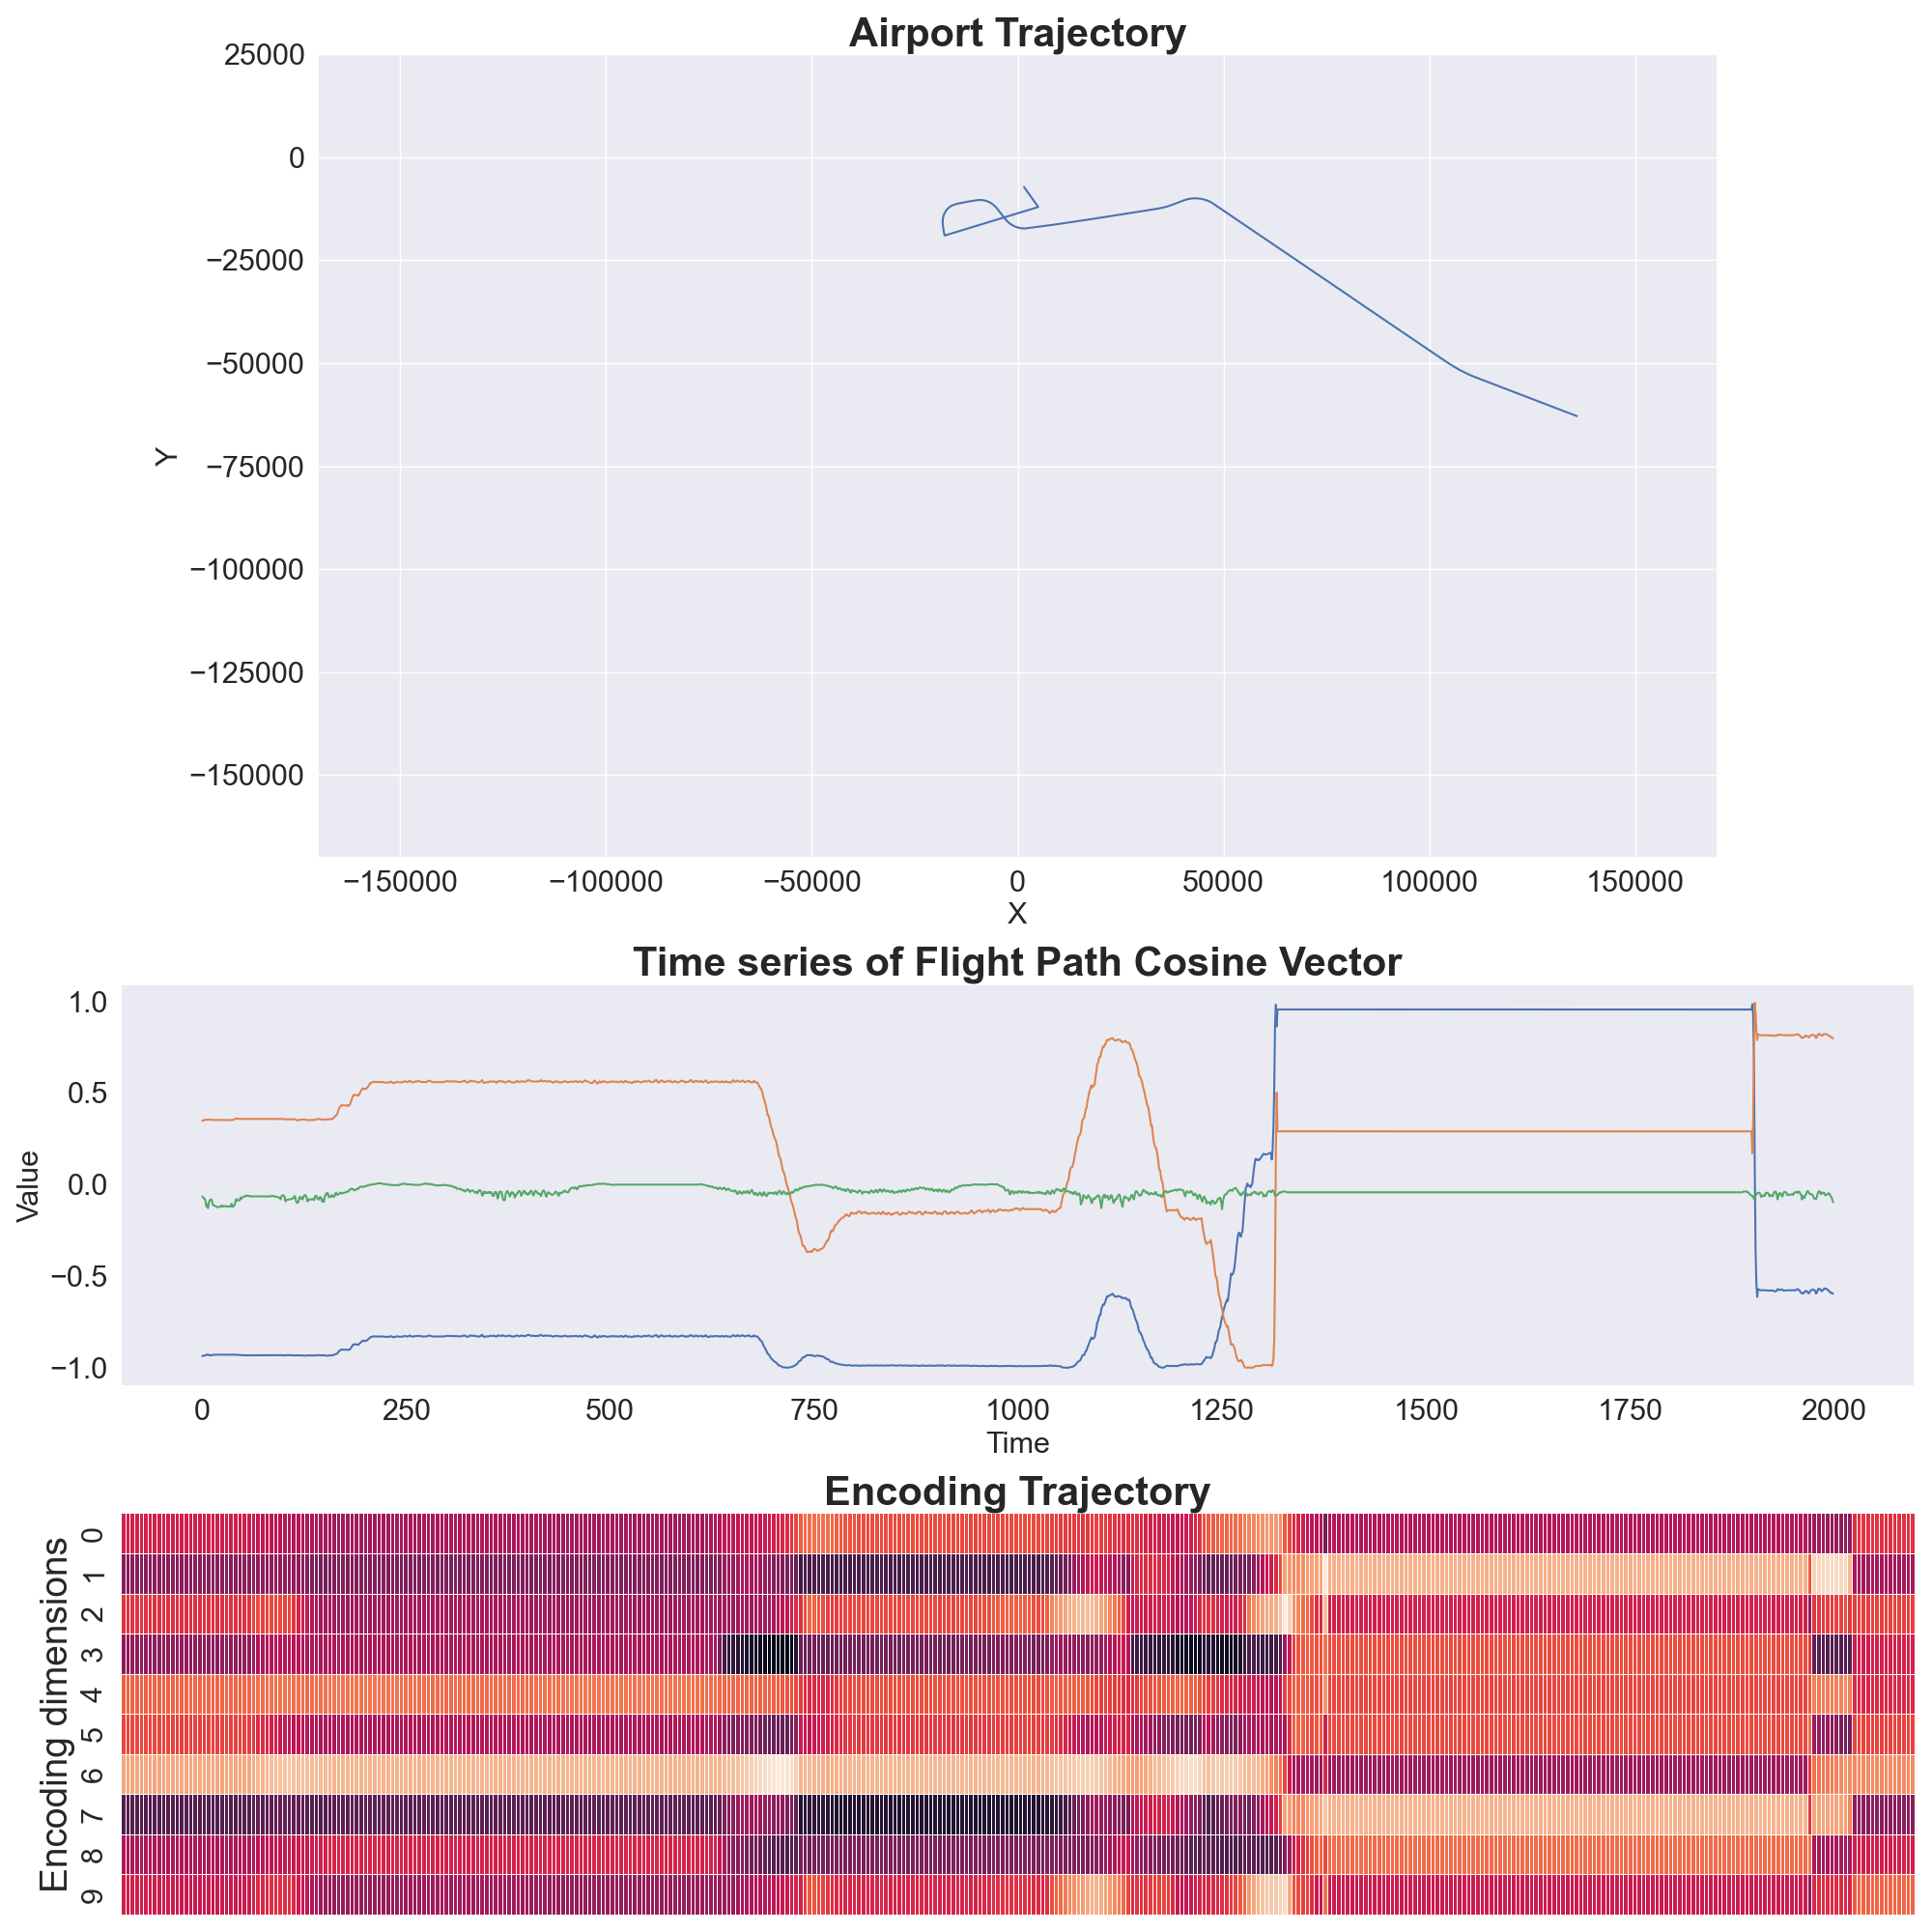 Airport Trajectory
25000
0
−25000
−50000
−75000
−100000
−125000
−150000
Y
−150000 −100000 −50000 0 50000 100000 150000
X
Time series of Flight Path Cosine Vector
1.0
0.5
0.0
−0.5
−1.0
Value
0 250 500 750 1000 1250 1500 1750 2000
Time
Encoding Trajectory
Encoding dimensions
0
1
2
3
4
5
6
7
8
9